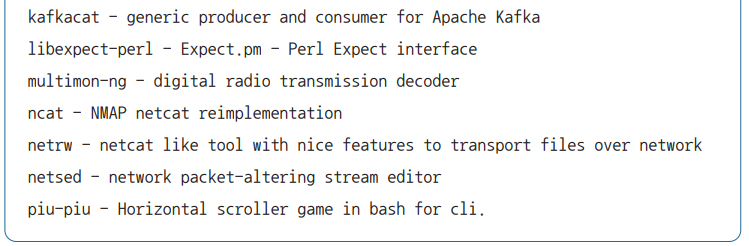 kafkacat - generic producer and consumer for Apache Kafka
libexpect-perl - Expect.pm - Perl Expect interface
multimon-ng - digital radio transmission decoder
ncat - NMAP netcat reimplementation
netrw - netcat like tool with nice features to transport files over network
netsed - network packet-altering stream editor
piu-piu - Horizontal scroller game in bash for cli.